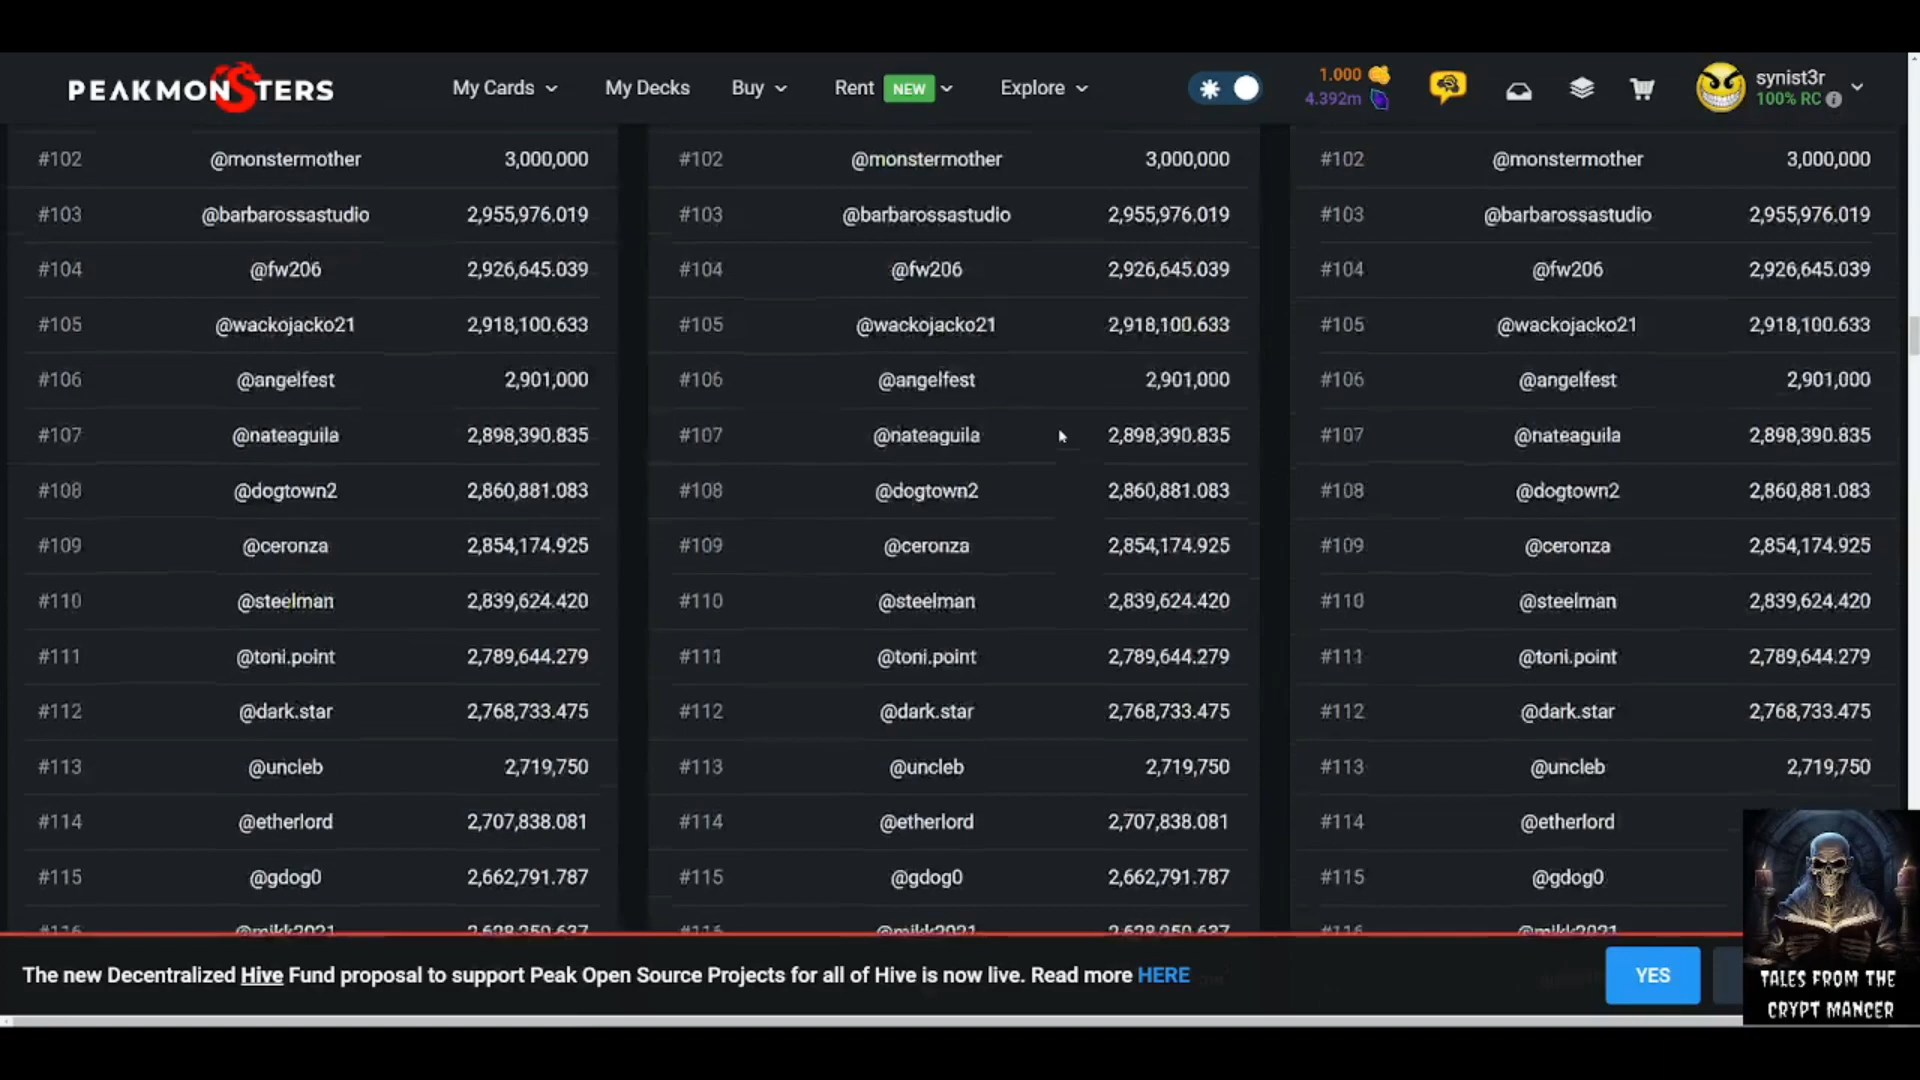 PEAKMONSTERS
My Cards
My Decks
Buy
Rent NEW
Explore
1.000
4.392m
synist3r
100% RC
#102 @monstermother 3,000,000 #102 @monstermother 3,000,000 #102 @monstermother 3,000,000
#103 @barbarossastudio 2,955,976.019 #103 @barbarossastudio 2,955,976.019 #103 @barbarossastudio 2,955,976.019
#104 @fw206 2,926,645.039 #104 @fw206 2,926,645.039 #104 @fw206 2,926,645.039
#105 @wackojacko21 2,918,100.633 #105 @wackojacko21 2,918,100.633 #105 @wackojacko21 2,918,100.633
#106 @angelfest 2,901,000 #106 @angelfest 2,901,000 #106 @angelfest 2,901,000
#107 @nateaguila 2,898,390.835 #107 @nateaguila 2,898,390.835 #107 @nateaguila 2,898,390.835
#108 @dogtown2 2,860,881.083 #108 @dogtown2 2,860,881.083 #108 @dogtown2 2,860,881.083
#109 @ceronza 2,854,174.925 #109 @ceronza 2,854,174.925 #109 @ceronza 2,854,174.925
#110 @steelman 2,839,624.420 #110 @steelman 2,839,624.420 #110 @steelman 2,839,624.420
#111 @toni.point 2,789,644.279 #111 @toni.point 2,789,644.279 #111 @toni.point 2,789,644.279
#112 @dark.star 2,768,733.475 #112 @dark.star 2,768,733.475 #112 @dark.star 2,768,733.475
#113 @uncleb 2,719,750 #113 @uncleb 2,719,750 #113 @uncleb 2,719,750
#114 @etherlord 2,707,838.081 #114 @etherlord 2,707,838.081 #114 @etherlord
#115 @gdog0 2,662,791.787 #115 @gdog0 2,662,791.787 #115 @gdog0
The new Decentralized Hive Fund proposal to support Peak Open Source Projects for all of Hive is now live. Read more HERE
YES
TALES FROM THE
CRYPT MANCER